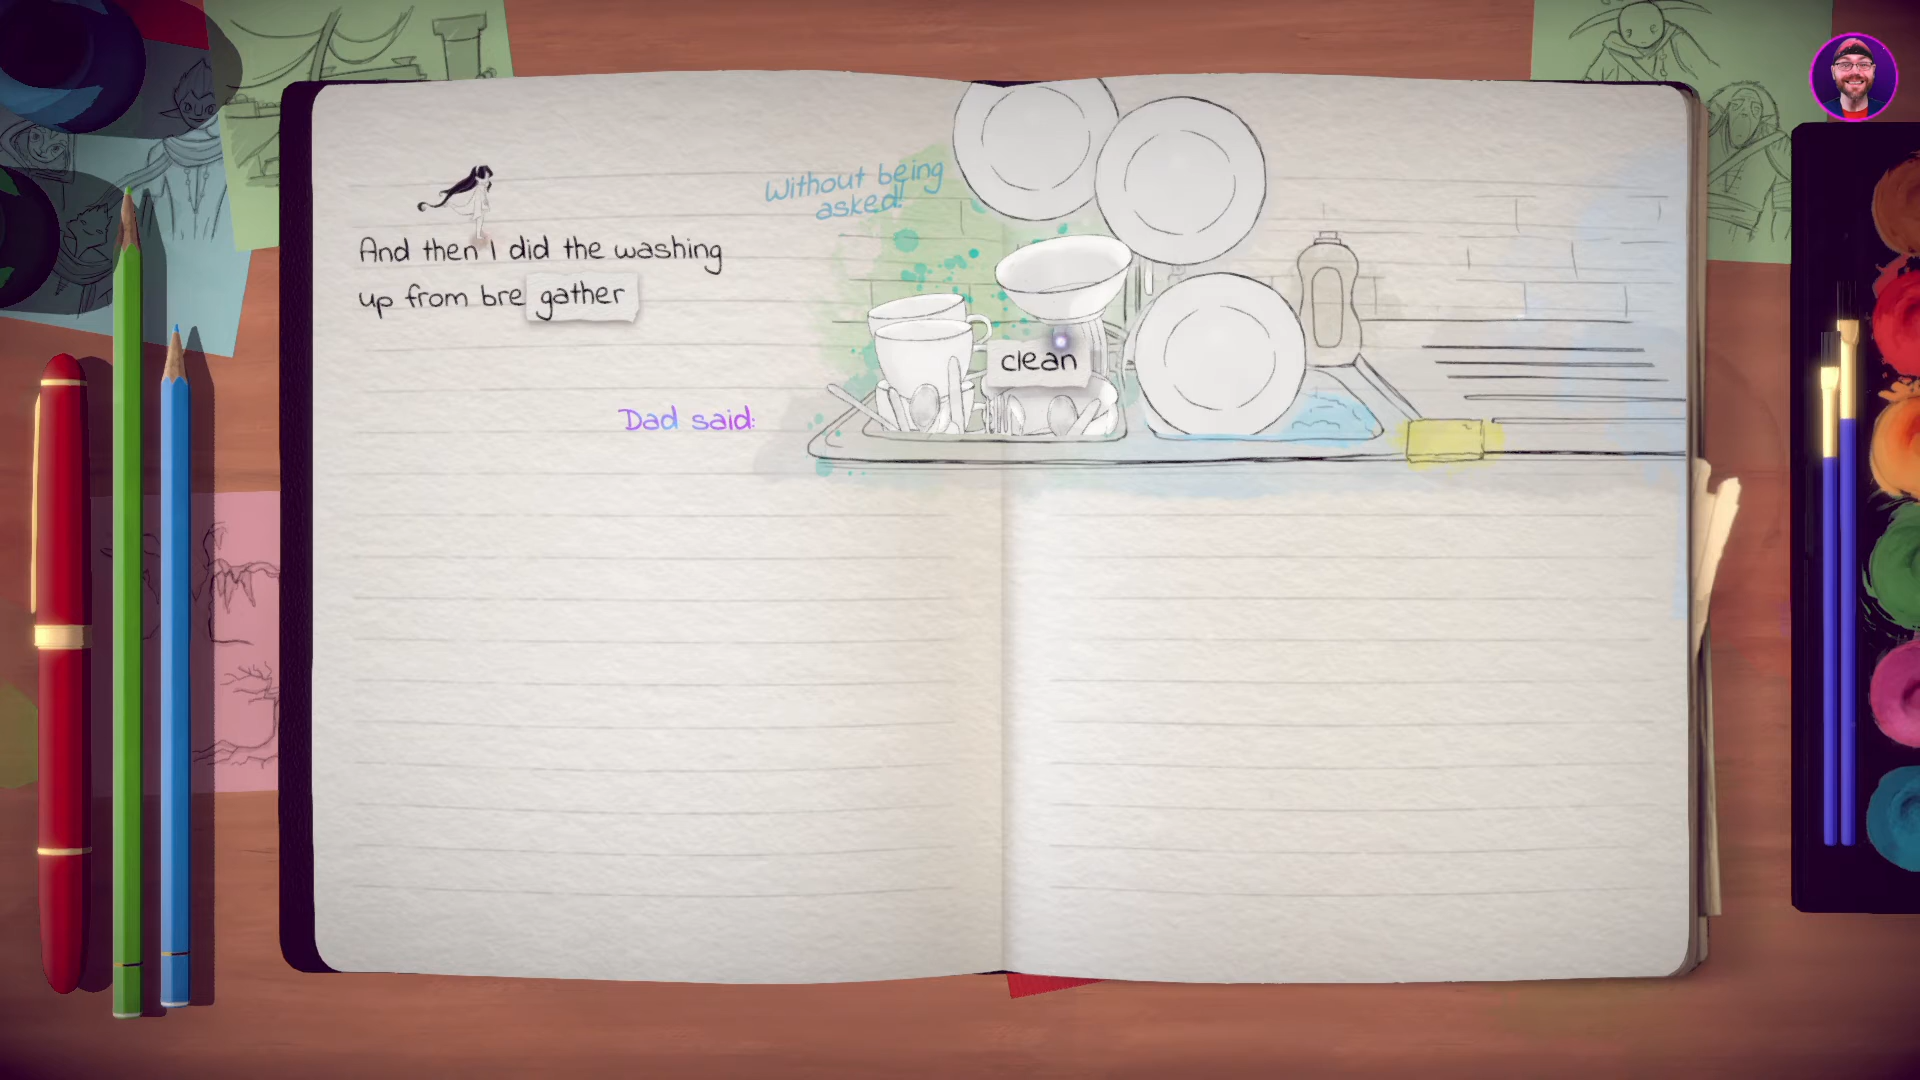 And then I did the washing
up from bre gather
Without being
asked!
clean
Dad said: